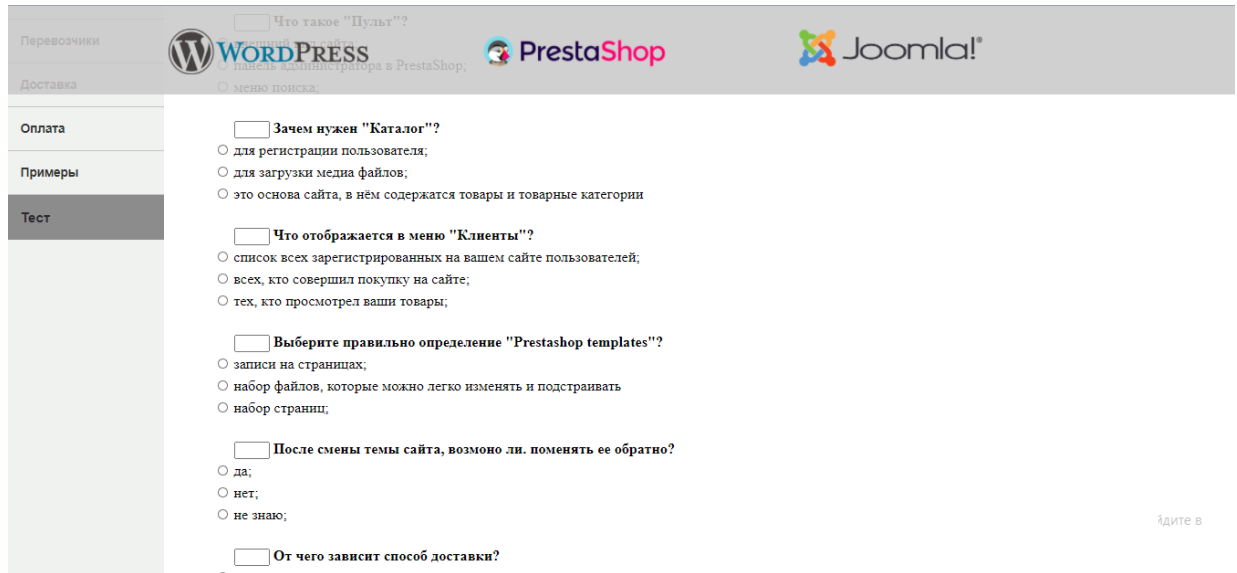 Что такое "Пульт"?
внешний вид сайта;
панель администратора в PrestaShop;
меню поиска;
WORDPRESS
PrestaShop
Joomla!®
Перевозчики
Доставка
Оплата
Примеры
Тест
Зачем нужен "Каталог"?
для регистрации пользователя;
для загрузки медиа файлов;
это основа сайта, в нём содержатся товары и товарные категории
Что отображается в меню "Клиенты"?
список всех зарегистрированных на вашем сайте пользователей;
всех, кто совершил покупку на сайте;
тех, кто просмотрел ваши товары;
Выберите правильно определение "Prestashop templates"?
записи на страницах;
набор файлов, которые можно легко изменять и подстраивать
набор страниц;
После смены темы сайта, возмоно ли. поменять ее обратно?
да;
нет;
не знаю;
От чего зависит способ доставки?
йдите в